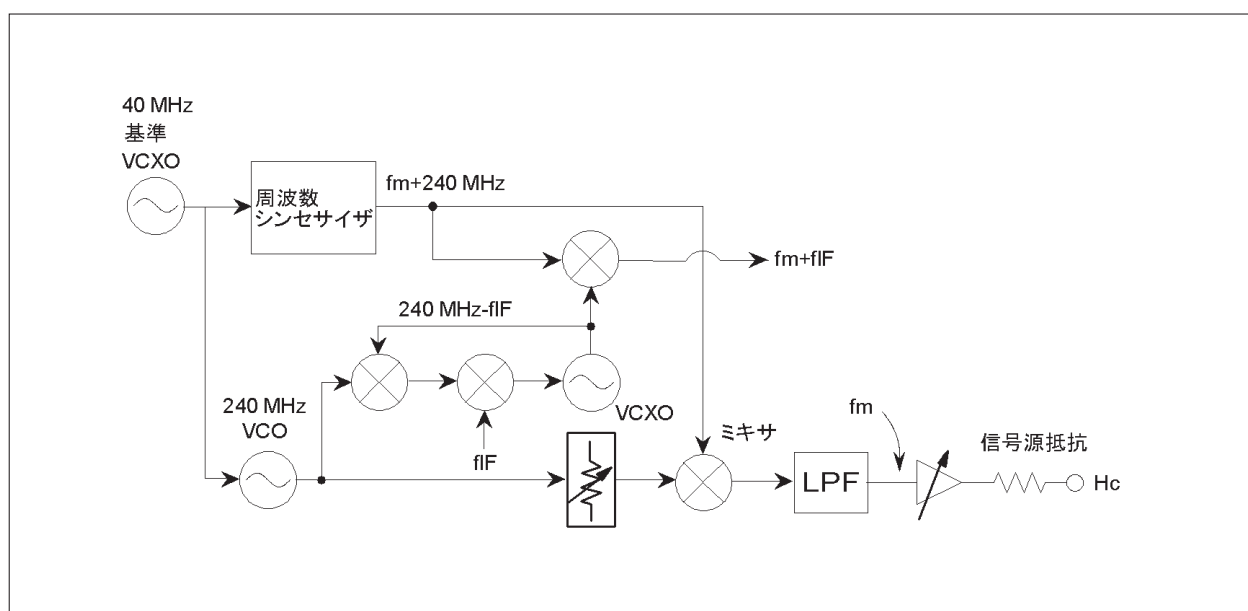 40 MHz
基準
VCXO
周波数
シンセサイザ
fm+240 MHz
fm+fIF
240 MHz-fIF
240 MHz
VCO
fIF
VCXO
ミキサ
LPF
fm
信号源抵抗
Hc